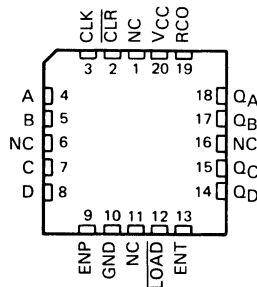 CLK CLR NC VCC RCO
3 2 1 20 19
A 4 18 QA
B 5 17 QB
NC 6 16 NC
C 7 15 QC
D 8 14 QD
9 10 11 12 13
ENP GND NC LOAD ENT